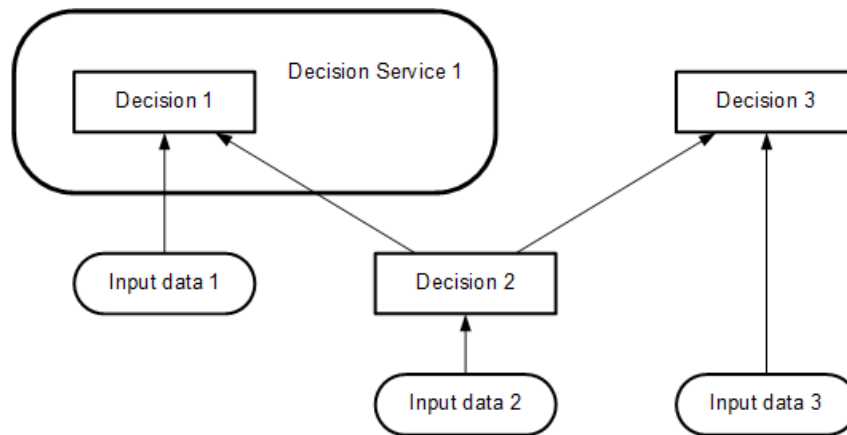 Decision Service 1
Decision 1
Decision 3
Input data 1
Decision 2
Input data 2
Input data 3